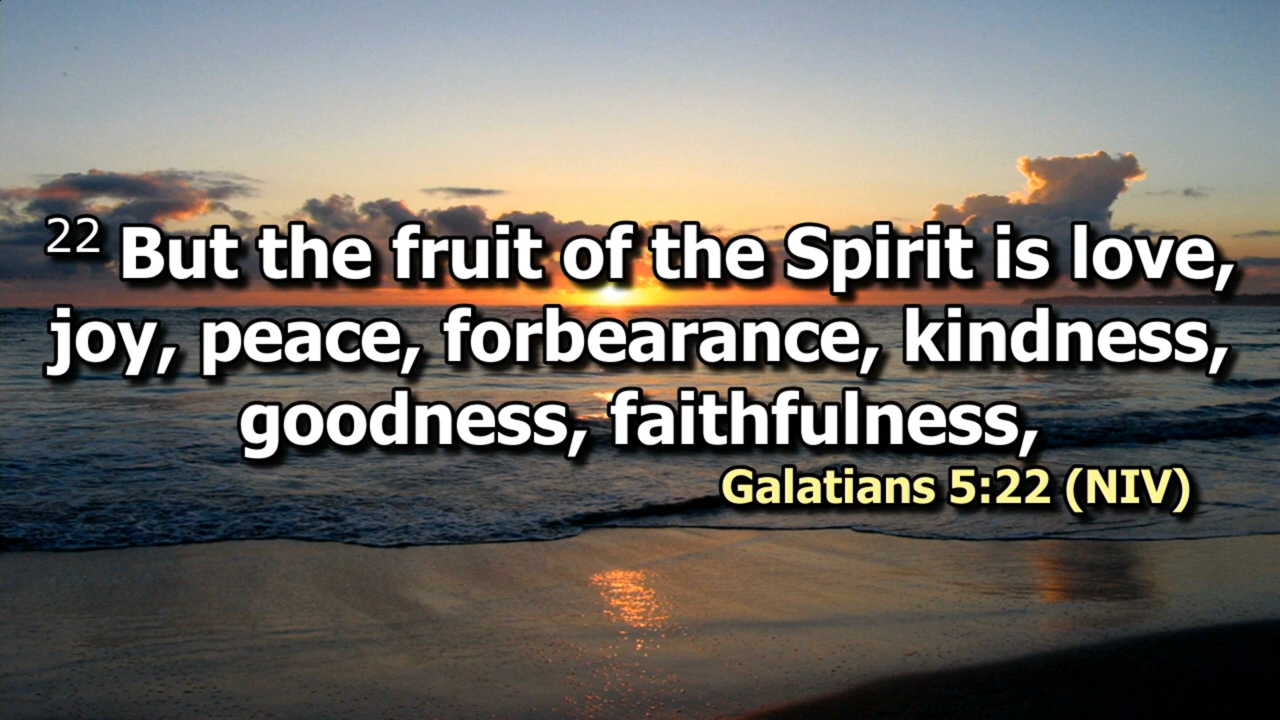 22 But the fruit of the Spirit is love,
joy, peace, forbearance, kindness,
goodness, faithfulness,
Galatians 5:22 (NIV)